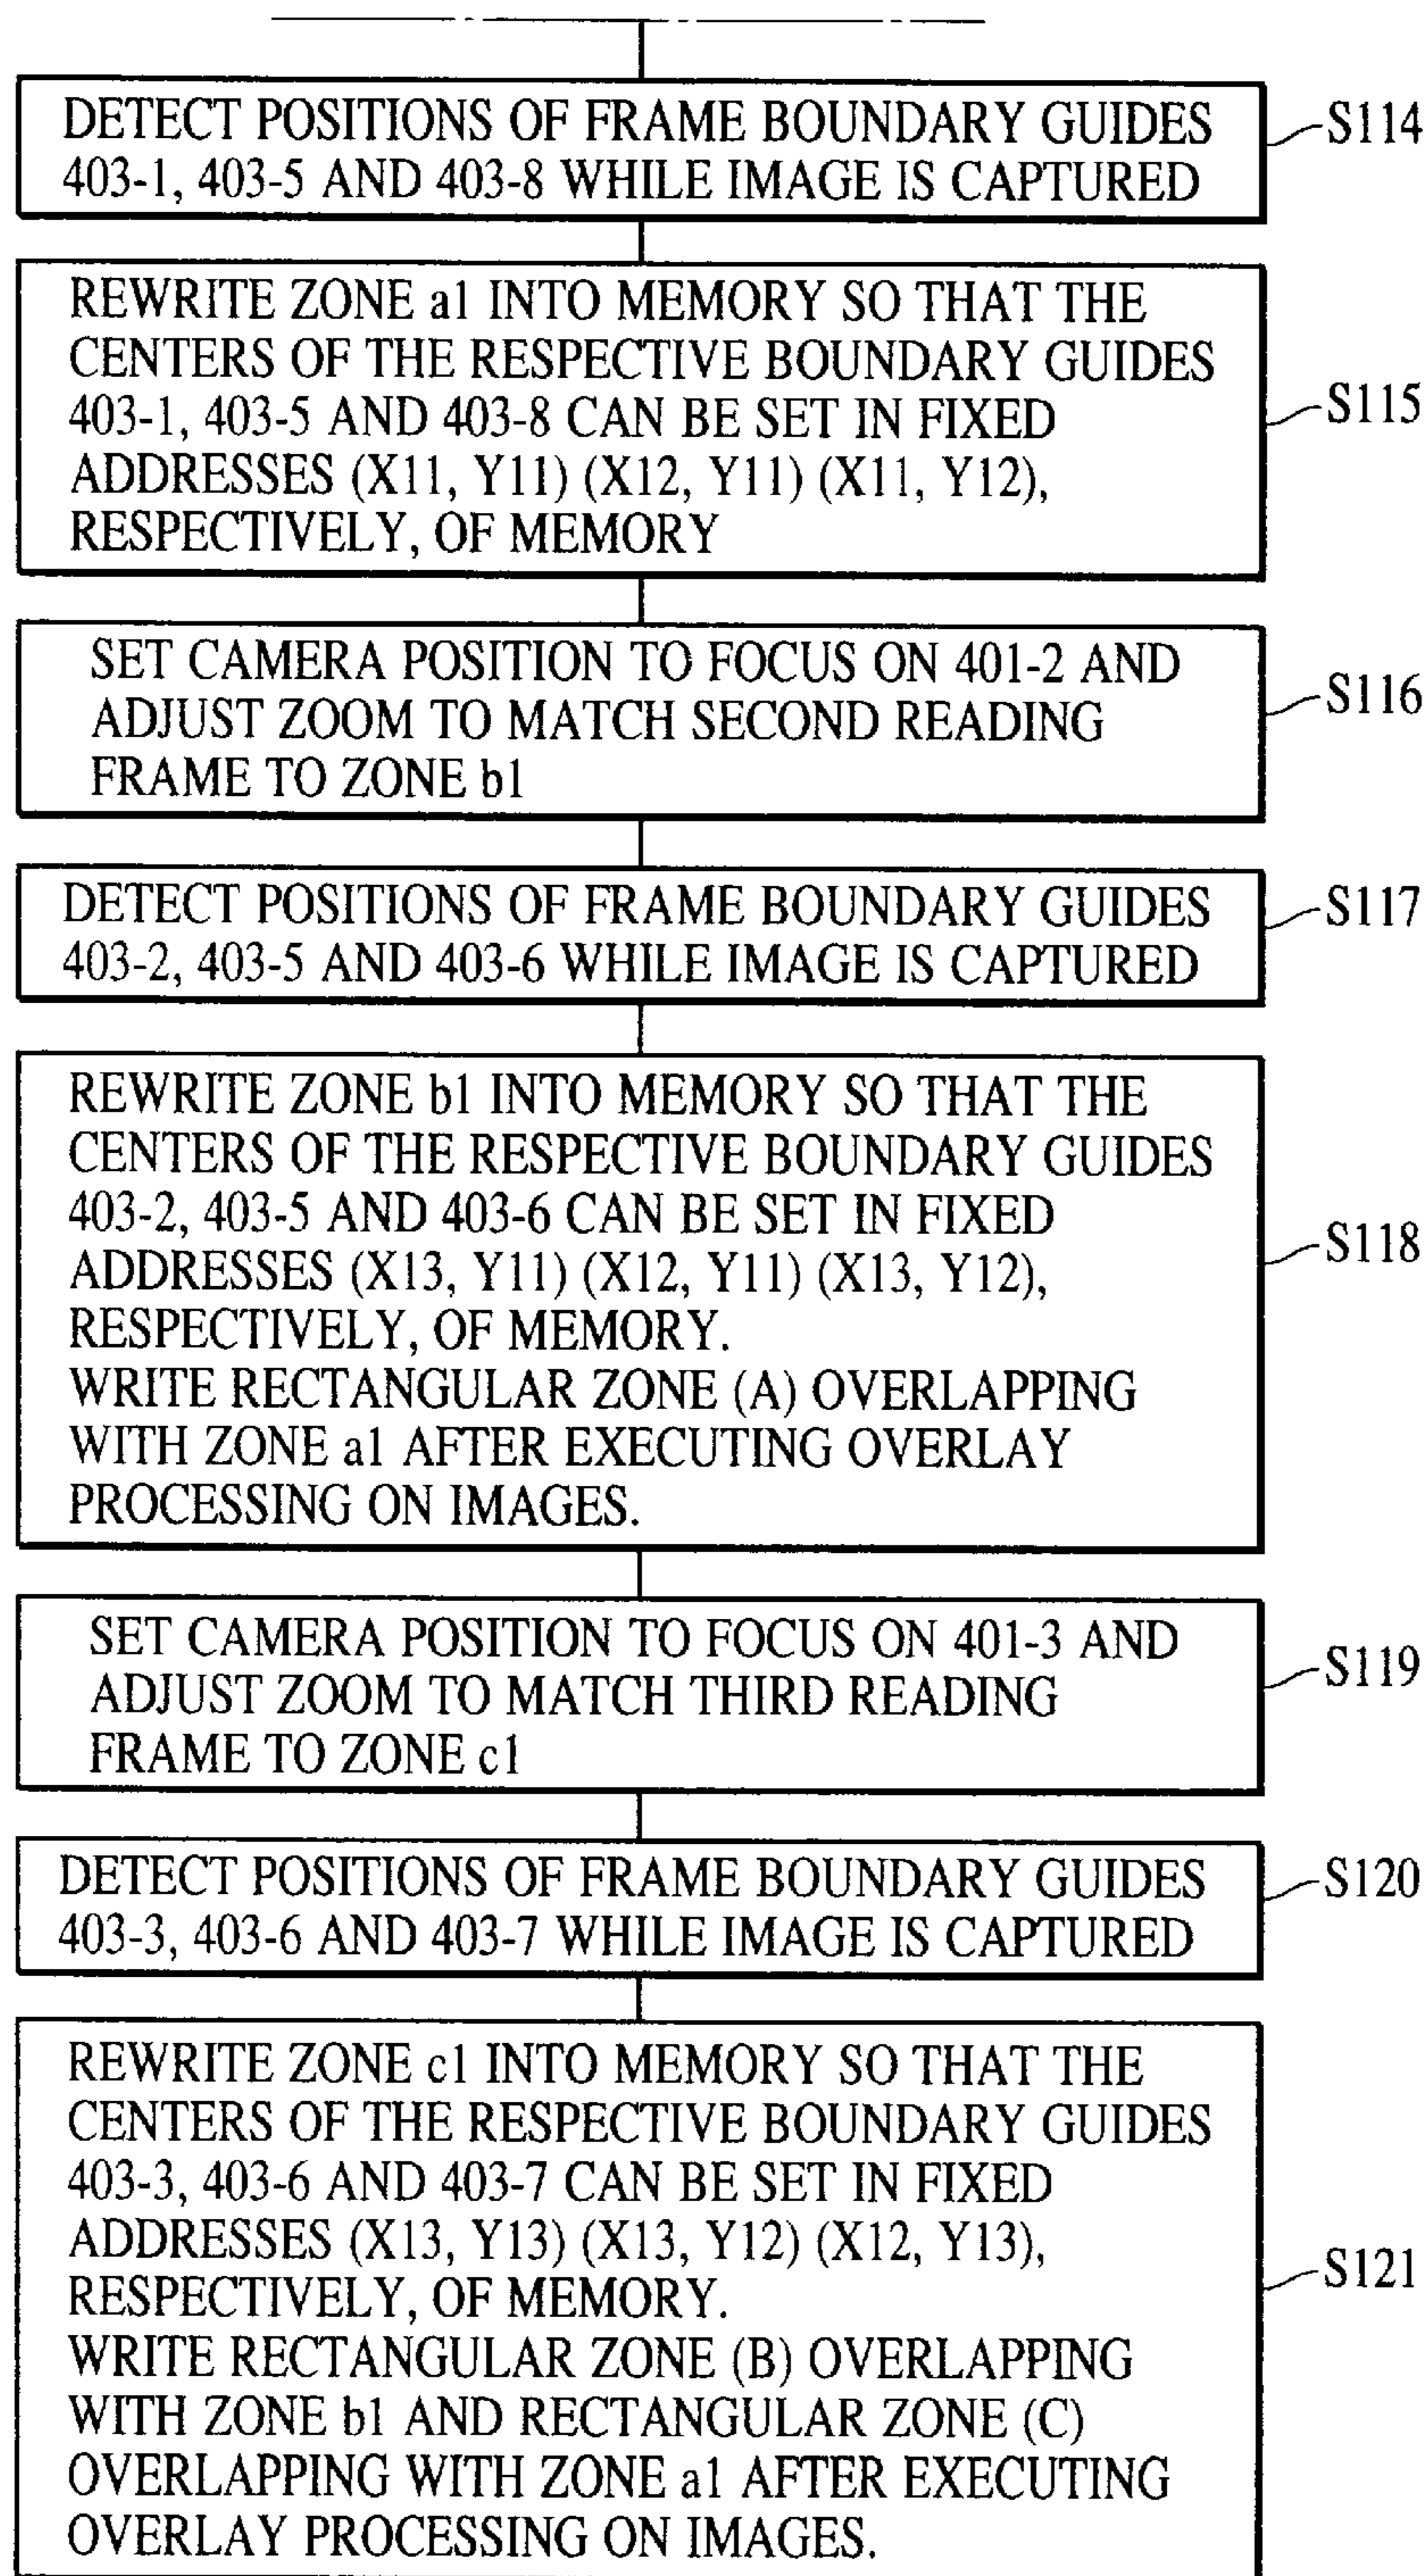 DETECT POSITIONS OF FRAME BOUNDARY GUIDES
403-1, 403-5 AND 403-8 WHILE IMAGE IS CAPTURED
S114
REWRITE ZONE a1 INTO MEMORY SO THAT THE
CENTERS OF THE RESPECTIVE BOUNDARY GUIDES
403-1, 403-5 AND 403-8 CAN BE SET IN FIXED
ADDRESSES (X11, Y11) (X12, Y11) (X11, Y12),
RESPECTIVELY, OF MEMORY
S115
SET CAMERA POSITION TO FOCUS ON 401-2 AND
ADJUST ZOOM TO MATCH SECOND READING
FRAME TO ZONE b1
S116
DETECT POSITIONS OF FRAME BOUNDARY GUIDES
403-2, 403-5 AND 403-6 WHILE IMAGE IS CAPTURED
S117
REWRITE ZONE b1 INTO MEMORY SO THAT THE
CENTERS OF THE RESPECTIVE BOUNDARY GUIDES
403-2, 403-5 AND 403-6 CAN BE SET IN FIXED
ADDRESSES (X13, Y11) (X12, Y11) (X13, Y12),
RESPECTIVELY, OF MEMORY.
WRITE RECTANGULAR ZONE (A) OVERLAPPING
WITH ZONE a1 AFTER EXECUTING OVERLAY
PROCESSING ON IMAGES.
S118
SET CAMERA POSITION TO FOCUS ON 401-3 AND
ADJUST ZOOM TO MATCH THIRD READING
FRAME TO ZONE c1
S119
DETECT POSITIONS OF FRAME BOUNDARY GUIDES
403-3, 403-6 AND 403-7 WHILE IMAGE IS CAPTURED
S120
REWRITE ZONE c1 INTO MEMORY SO THAT THE
CENTERS OF THE RESPECTIVE BOUNDARY GUIDES
403-3, 403-6 AND 403-7 CAN BE SET IN FIXED
ADDRESSES (X13, Y13) (X13, Y12) (X12, Y13),
RESPECTIVELY, OF MEMORY.
WRITE RECTANGULAR ZONE (B) OVERLAPPING
WITH ZONE b1 AND RECTANGULAR ZONE (C)
OVERLAPPING WITH ZONE a1 AFTER EXECUTING
OVERLAY PROCESSING ON IMAGES.
S121